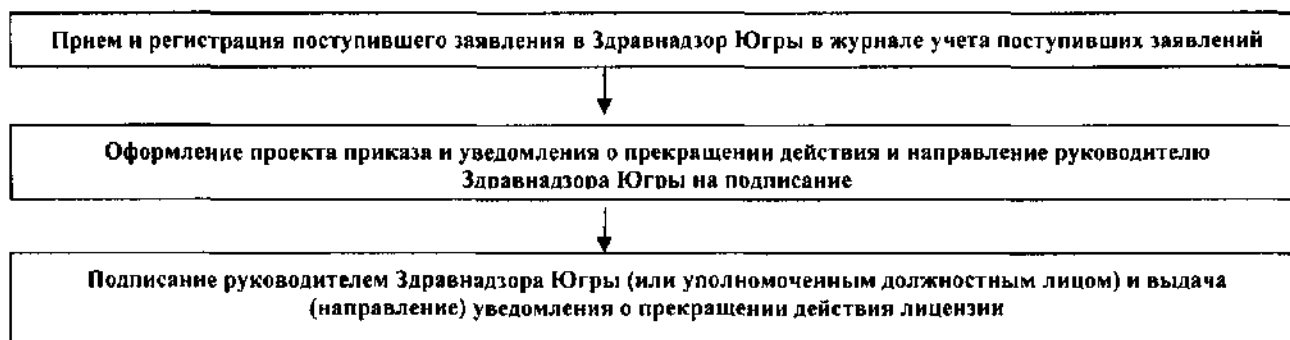 Прием и регистрация поступившего заявления в Здравнадзор Югры в журнале учета поступивших заявлений
Оформление проекта приказа и уведомления о прекращении действия и направление руководителю
Здравнадзора Югры на подписание
Подписание руководителем Здравнадзора Югры (или уполномоченным должностным лицом) и выдача
(направление) уведомления о прекращении действия лицензии